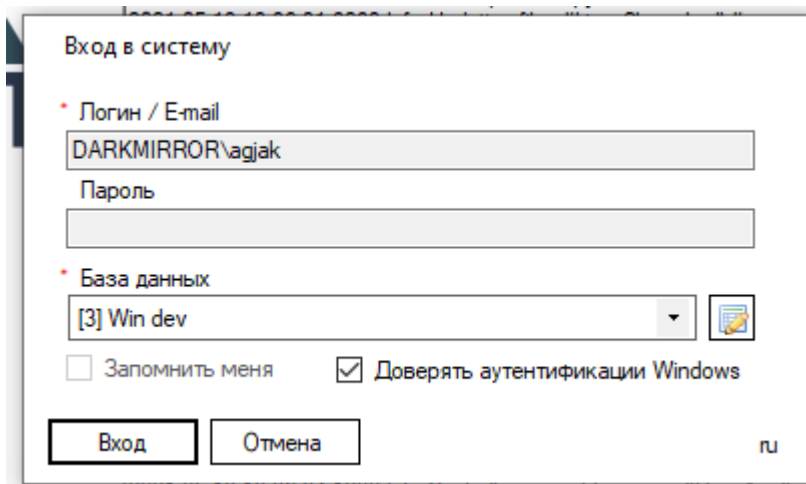 Вход в систему
* Логин / E-mail
DARKMIRROR\agjak
Пароль
* База данных
[3] Win dev
Запомнить меня
Доверять аутентификации Windows
Вход
Отмена
ru